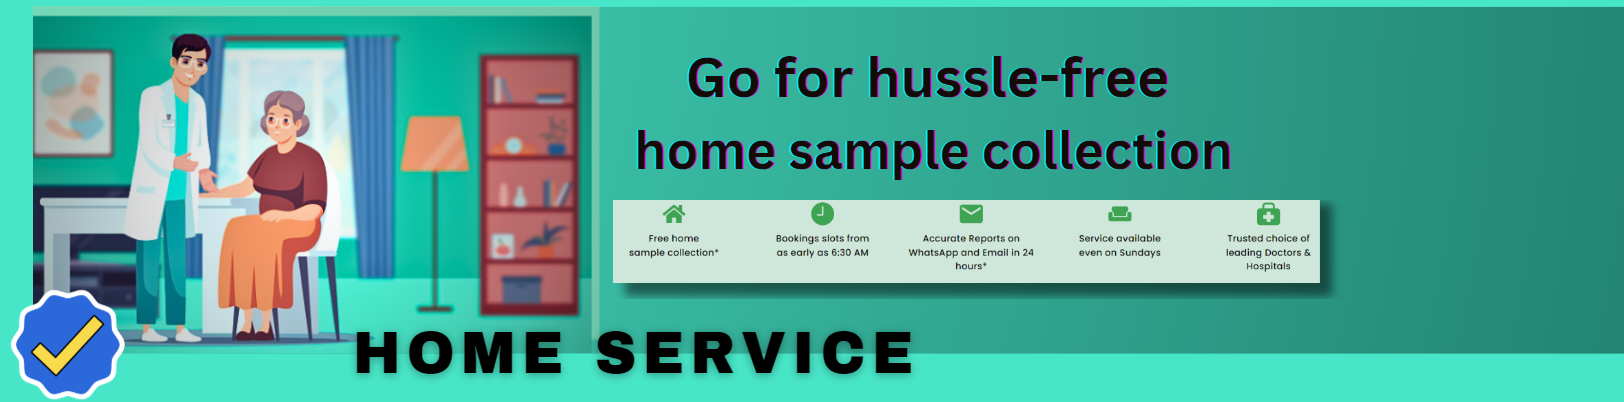 Go for hussle-free
home sample collection
Free home
sample collection*
Bookings slots from
as early as 6:30 AM
Accurate Reports on
WhatsApp and Email in 24
hours*
Service available
even on Sundays
Trusted choice of
leading Doctors &
Hospitals
HOME SERVICE